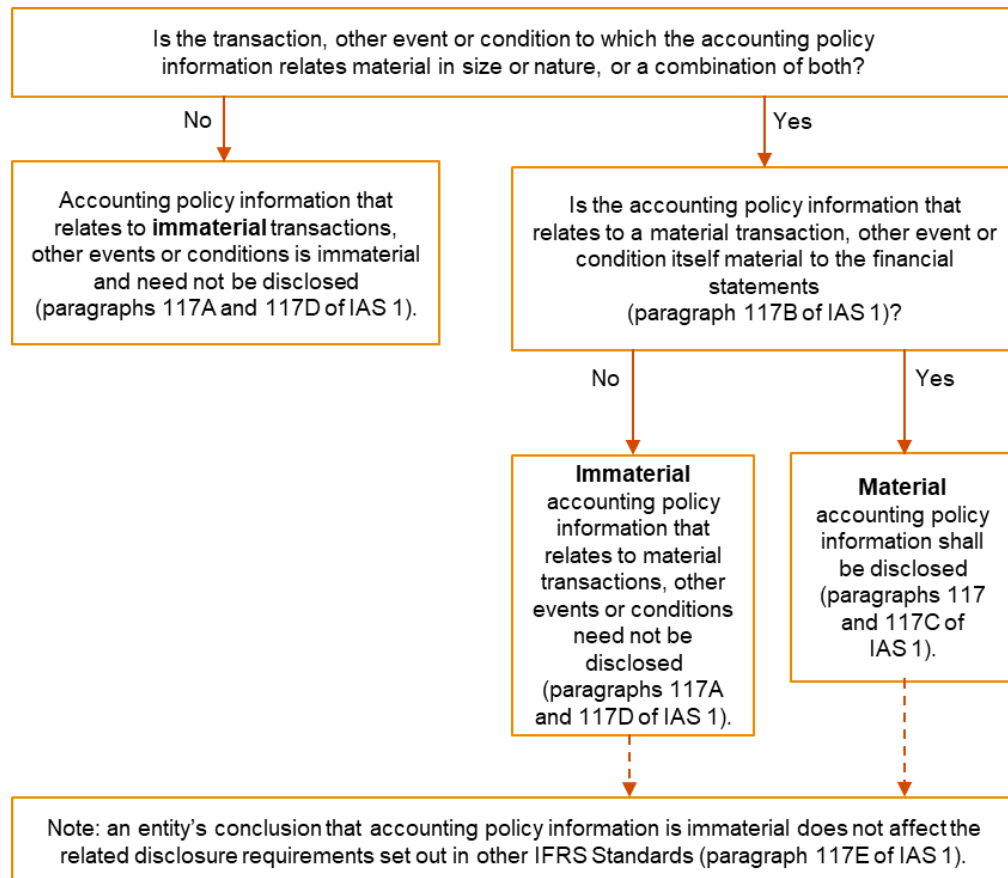 Is the transaction, other event or condition to which the accounting policy
information relates material in size or nature, or a combination of both?
No
Yes
Accounting policy information that
relates to immaterial transactions,
other events or conditions is immaterial
and need not be disclosed
(paragraphs 117A and 117D of IAS 1).
Is the accounting policy information that
relates to a material transaction, other event or
condition itself material to the financial
statements
(paragraph 117B of IAS 1)?
No
Yes
Immaterial
accounting policy
information that
relates to material
transactions, other
events or conditions
need not be
disclosed
(paragraphs 117A
and 117D of IAS 1).
Material
accounting policy
information shall
be disclosed
(paragraphs 117
and 117C of
IAS 1).
Note: an entity's conclusion that accounting policy information is immaterial does not affect the
related disclosure requirements set out in other IFRS Standards (paragraph 117E of IAS 1).